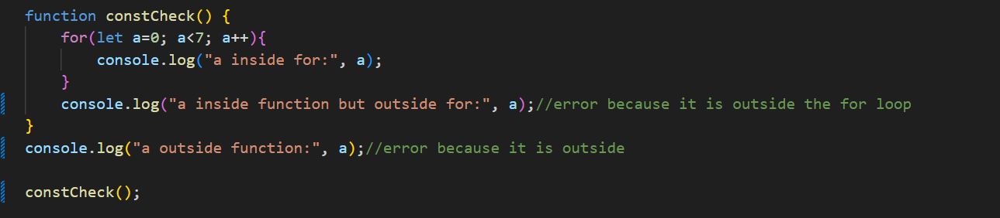 function constCheck() {
    for(let a=0; a<7; a++){
        console.log("a inside for:", a);
    }
    console.log("a inside function but outside for:", a);//error because it is outside the for loop
}
console.log("a outside function:", a);//error because it is outside
constCheck();